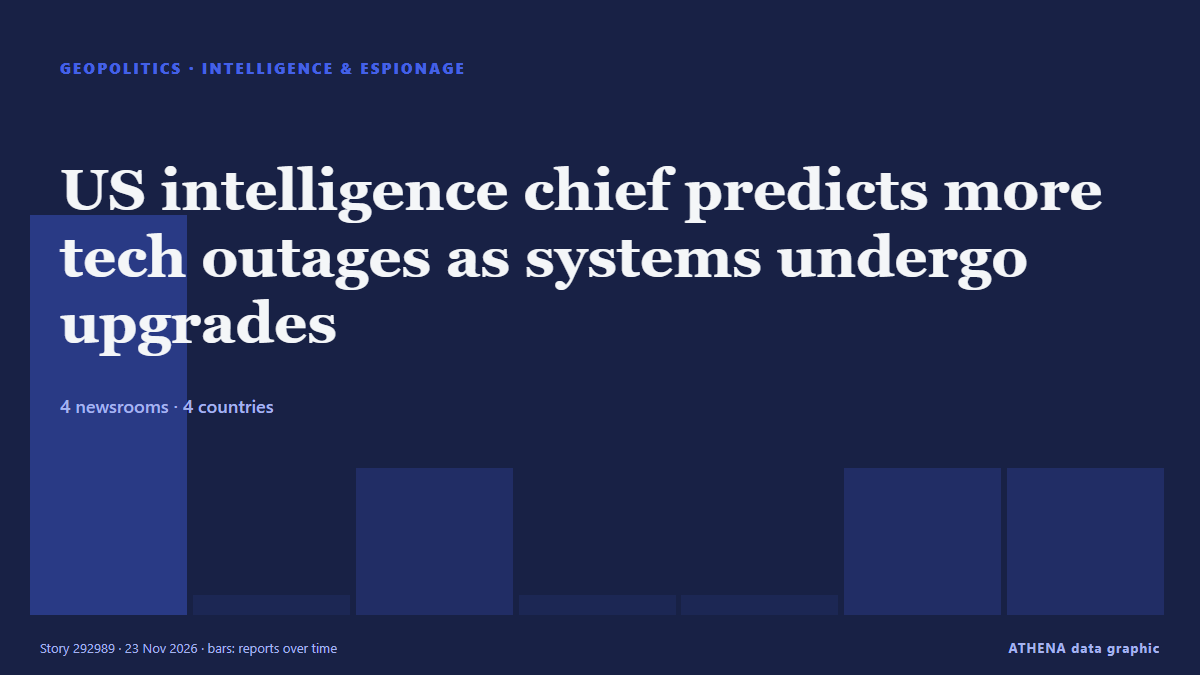 GEOPOLITICS · INTELLIGENCE & ESPIONAGE
US intelligence chief predicts more
tech outages as systems undergo
upgrades
4 newsrooms · 4 countries
Story 292989 · 23 Nov 2026 · bars: reports over time
ATHENA data graphic